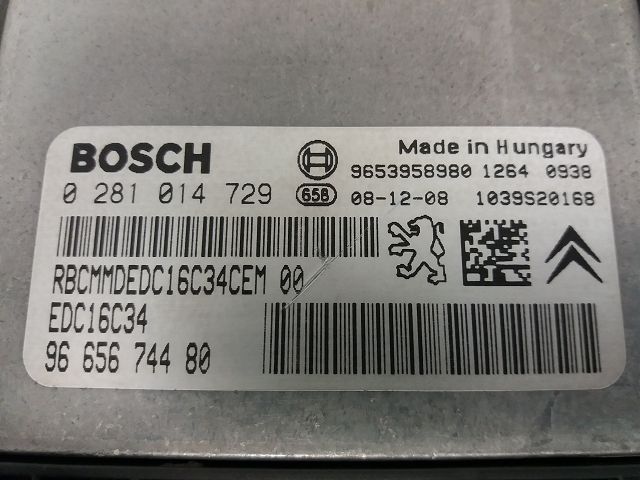 BOSCH
Made in Hungary
9653958980 1264 0938
0 281 014 729
658
08-12-08 1039S20168
RBCMMDEDC16C34CEM 00
EDC16C34
96 656 744 80